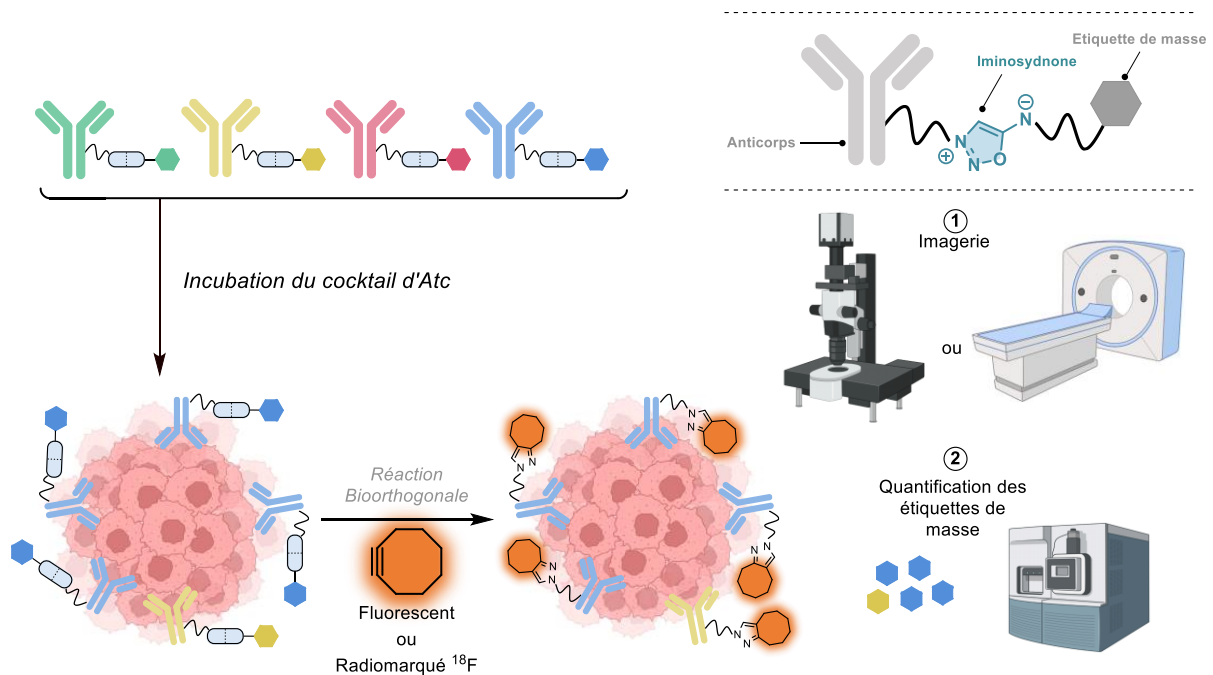 Etiquette de masse
Iminosydnone
Anticorps
N
N
N
O
Incubation du cocktail d'Atc
1
Imagerie
ou
Réaction
Bioorthogonale
Fluorescent
ou
Radiomarqué ¹⁸F
N
N
N
N
N
N
N
N
N
N
2
Quantification des
étiquettes de
masse